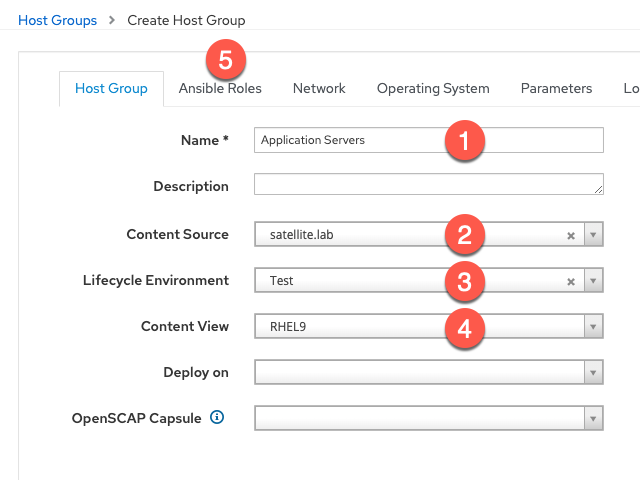 Host Groups > Create Host Group
5
Host Group Ansible Roles Network Operating System Parameters Lo
Name * Application Servers 1
Description
Content Source satellite.lab 2
Lifecycle Environment Test 3
Content View RHEL9 4
Deploy on
OpenSCAP Capsule